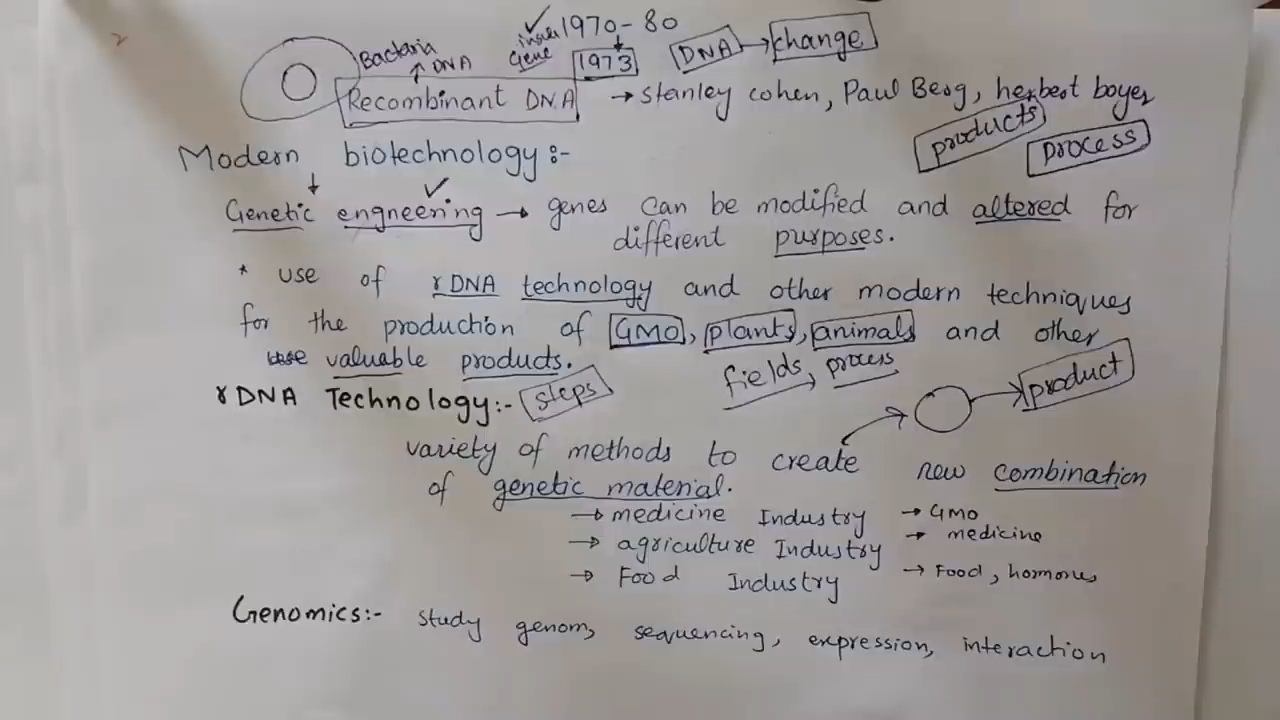 1970-80
Bacteria DNA
Gene
1973
DNA → change
Recombinant DNA → Stanley cohen, Paul Berg, herbert boyer
products
process
Modern biotechnology :-
Genetic engneering → genes can be modified and altered for
different purposes.
* use of rDNA technology and other modern techniques
for the production of GMO, plants, animals and other
valuable products.
fields, process
product
rDNA Technology:- steps
variety of methods to create new combination
of genetic material.
→ medicine Industry → GMO
→ agriculture Industry → medicine
→ Food Industry → Food, hormones
Genomics:- study genom, sequencing, expression, interaction